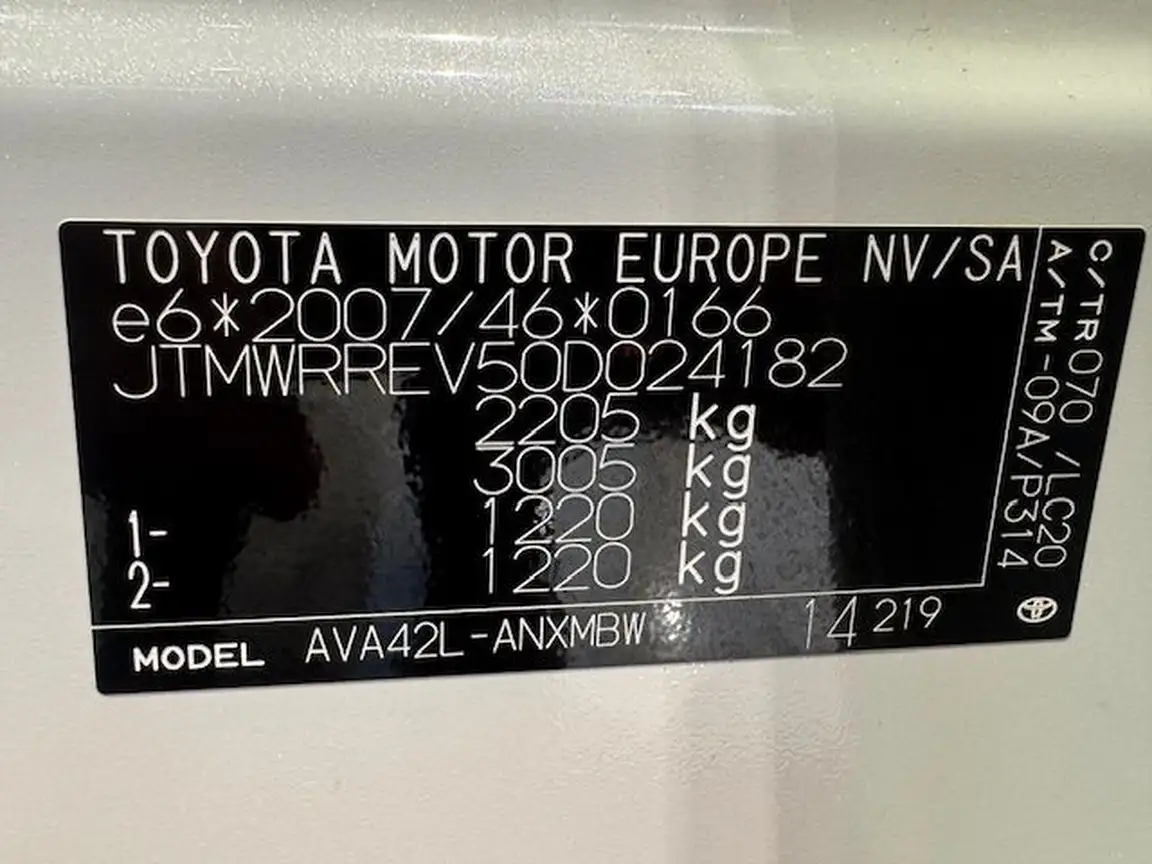 TOYOTA MOTOR EUROPE NV/SA
e6*2007/46*0166
JTMWRREV50D024182
2205 kg
3005 kg
1- 1220 kg
2- 1220 kg
MODEL AVA42L-ANXMBW 14 219
C/TR070 /LC20
A/TM-09A/P314